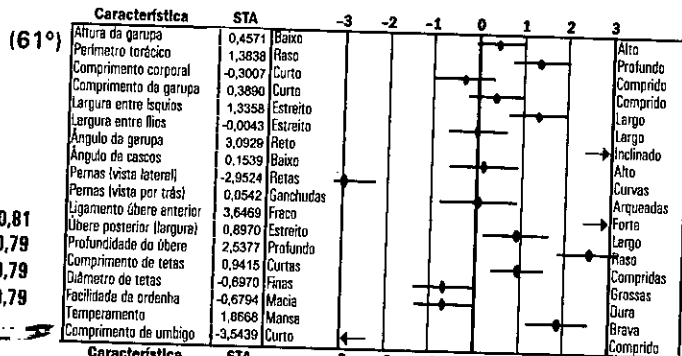 Característica STA -3 -2 -1 0 1 2 3
(61°) Altura da garupa 0,4571 Baixo Alto
Perímetro torácico 1,3838 Raso Profundo
Comprimento corporal -0,3007 Curto Comprido
Comprimento da garupa 0,3890 Curto Comprido
Largura entre ísquios 1,3358 Estreito Largo
Largura entre ílios -0,0043 Estreito Largo
Ângulo da garupa 3,0929 Reto Inclinado
Ângulo de cascos 0,1539 Baixo Alto
Pernas (vista lateral) -2,9524 Retas Curvas
Pernas (vista por trás) 0,0542 Ganchudas Arqueadas
0,81 Ligamento úbere anterior 3,6469 Fraco Forte
Úbere posterior (largura) 0,8970 Estreito Largo
0,79 Profundidade do úbere 2,5377 Profundo Raso
0,79 Comprimento de tetas 0,9415 Curtas Compridas
Diâmetro de tetas -0,6970 Finas Grossas
0,79 Facilidade de ordenha -0,6794 Macia Dura
Temperamento 1,8668 Mansa Brava
Comprimento de umbigo -3,5439 Curto Comprido
Característica STA